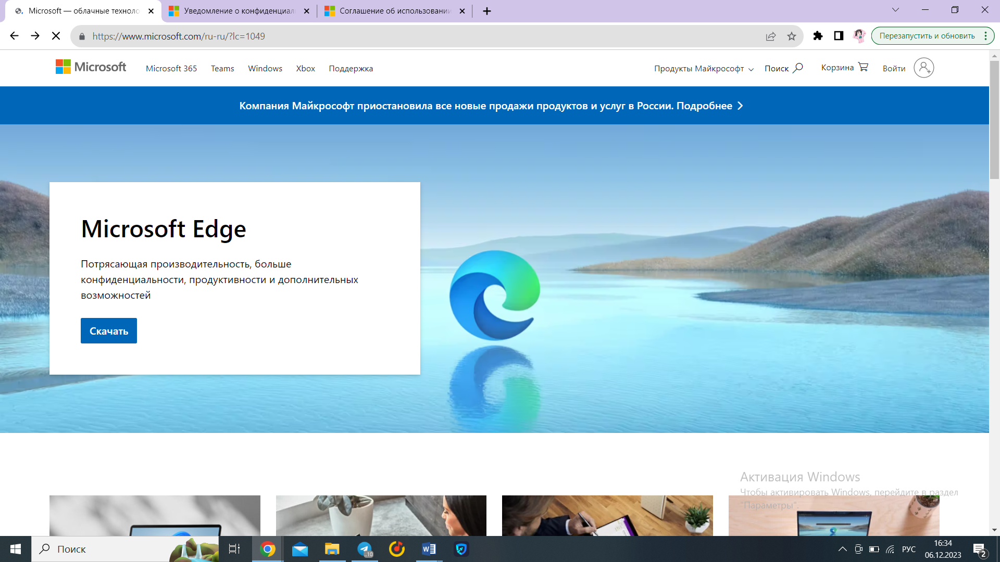 Microsoft — облачные техноло
Уведомление о конфиденциал
Соглашение об использовании
https://www.microsoft.com/ru-ru/?lc=1049
Перезапустить и обновить
Microsoft
Microsoft 365
Teams
Windows
Xbox
Поддержка
Продукты Майкрософт
Поиск
Корзина
Войти
Компания Майкрософт приостановила все новые продажи продуктов и услуг в России. Подробнее
Microsoft Edge
Потрясающая производительность, больше
конфиденциальности, продуктивности и дополнительных
возможностей
Скачать
Активация Windows
Чтобы активировать Windows, перейдите в раздел
"Параметры".
Поиск
..10
РУС
16:34
06.12.2023
2